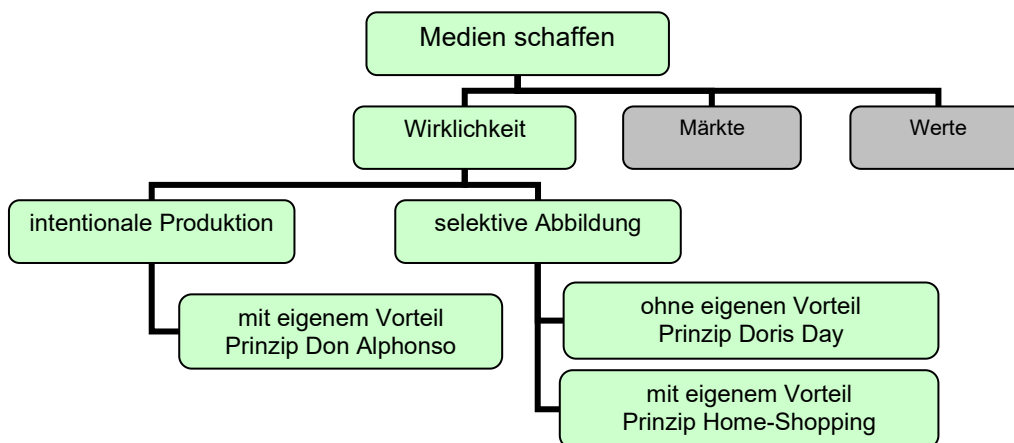 Medien schaffen
Wirklichkeit
Märkte
Werte
intentionale Produktion
selektive Abbildung
mit eigenem Vorteil
Prinzip Don Alphonso
ohne eigenen Vorteil
Prinzip Doris Day
mit eigenem Vorteil
Prinzip Home-Shopping